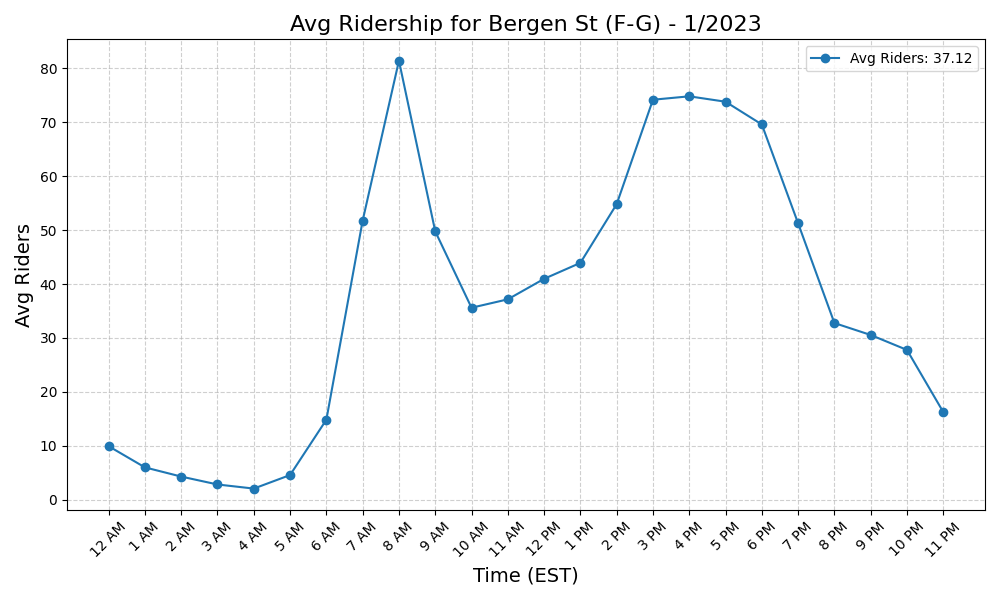 Avg Ridership for Bergen St (F-G) - 1/2023
Avg Riders: 37.12
Avg Riders
80
70
60
50
40
30
20
10
0
12 AM
1 AM
2 AM
3 AM
4 AM
5 AM
6 AM
7 AM
8 AM
9 AM
10 AM
11 AM
12 PM
1 PM
2 PM
3 PM
4 PM
5 PM
6 PM
7 PM
8 PM
9 PM
10 PM
11 PM
Time (EST)